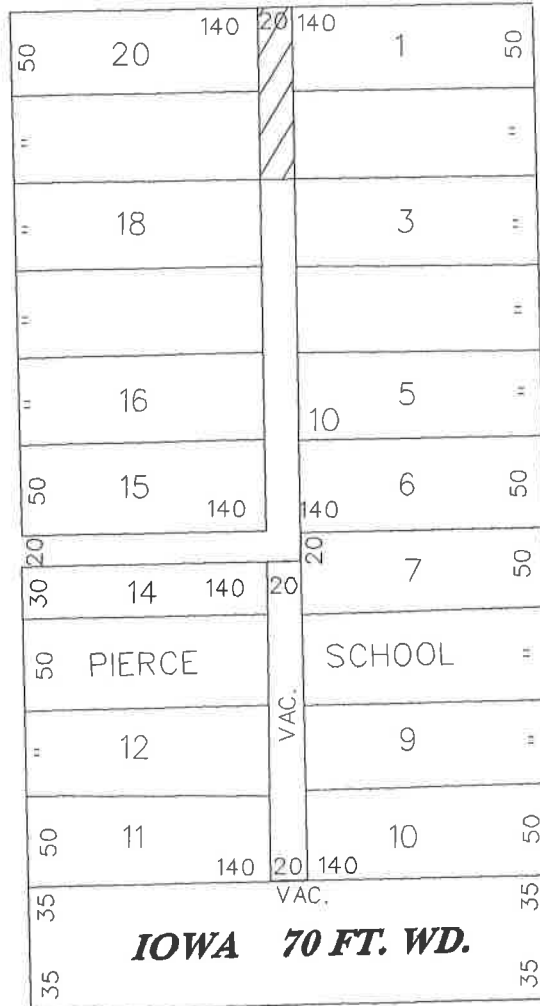 140 20 140
50 20 1 50
"
"
" 18 3 "
"
"
" 16 5 "
10
50 15 6 50
140 140
20 20
7 50
30 14 140 20
50 PIERCE SCHOOL "
VAC.
" 12 9 "
50 11 10 50
140 20 140
VAC.
35 35
IOWA 70 FT. WD.
35 35